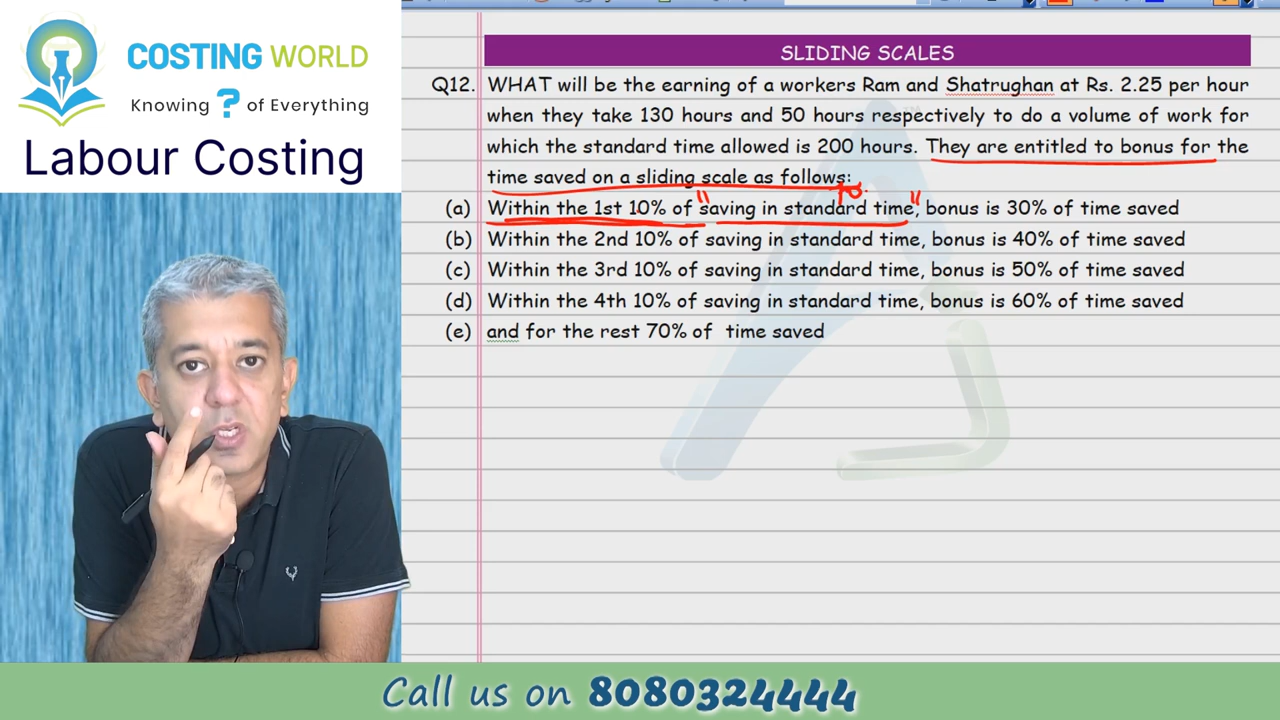 COSTING WORLD
Knowing ? of Everything
Labour Costing
SLIDING SCALES
Q12. WHAT will be the earning of a workers Ram and Shatrughan at Rs. 2.25 per hour
when they take 130 hours and 50 hours respectively to do a volume of work for
which the standard time allowed is 200 hours. They are entitled to bonus for the
time saved on a sliding scale as follows:
(a) Within the 1st 10% of "saving in standard time", bonus is 30% of time saved
(b) Within the 2nd 10% of saving in standard time, bonus is 40% of time saved
(c) Within the 3rd 10% of saving in standard time, bonus is 50% of time saved
(d) Within the 4th 10% of saving in standard time, bonus is 60% of time saved
(e) and for the rest 70% of time saved
Call us on 8080324444